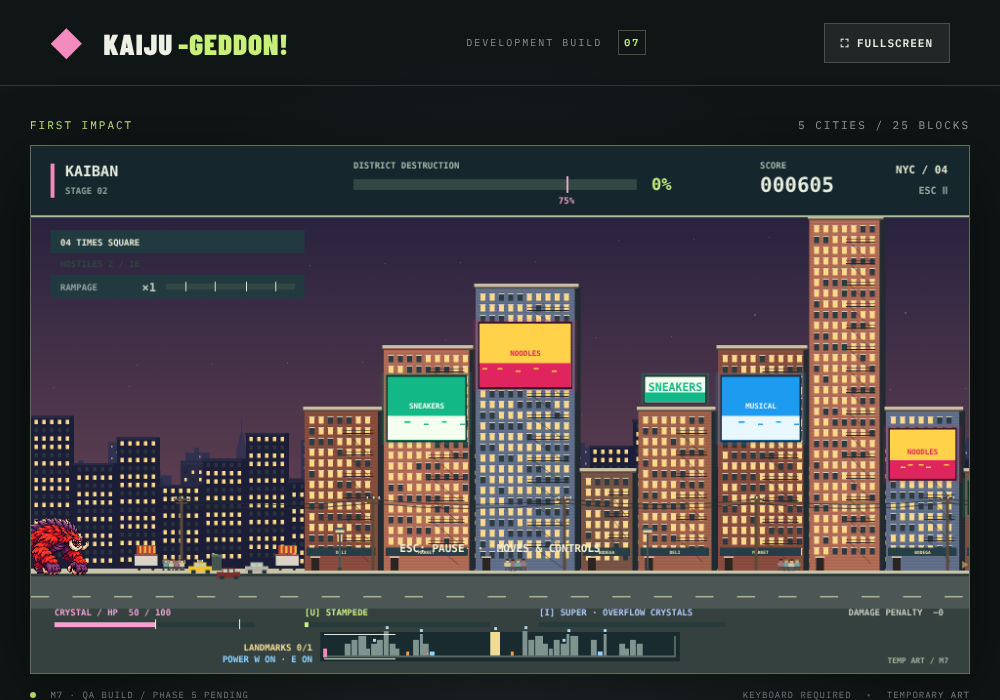 KAIJU-GEDDON!
DEVELOPMENT BUILD 07
FULLSCREEN
FIRST IMPACT
5 CITIES / 25 BLOCKS
KAIBAN
STAGE 02
DISTRICT DESTRUCTION
0%
75%
SCORE
000605
NYC / 04
ESC II
04 TIMES SQUARE
HOSTILES 2 / 16
RAMPAGE ×1
NOODLES
SNEAKERS
SNEAKERS
MUSICAL
NOODLES
DELI
DELI
BODEGA
BODEGA
ESC PAUSE
MOVES & CONTROLS
CRYSTAL / HP 50 / 100
[U] STAMPEDE
[I] SUPER · OVERFLOW CRYSTALS
DAMAGE PENALTY −0
LANDMARKS 0/1
POWER W ON · E ON
TEMP ART / M7
M7 · QA BUILD / PHASE 5 PENDING
KEYBOARD REQUIRED • TEMPORARY ART